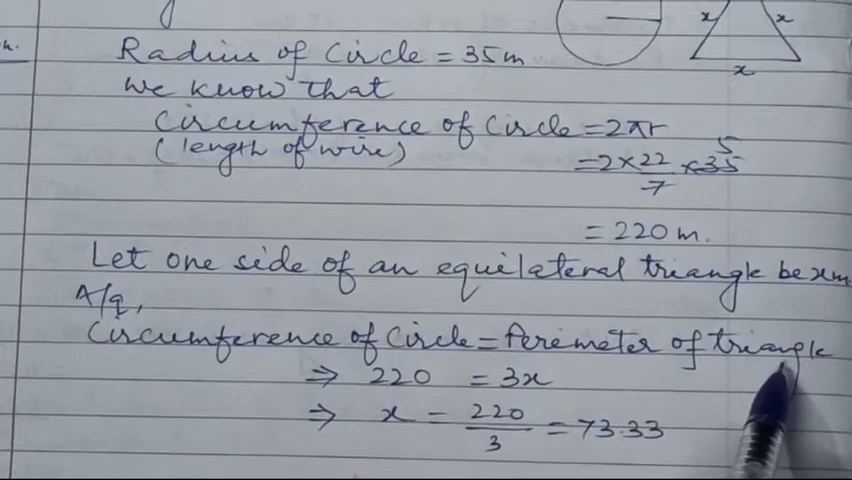 x x
x
Radius of Circle = 35m
We know that
Circumference of Circle = 2πr
(length of wire) = 2 × 22/7 × 35 5
= 220 m.
Let one side of an equilateral triangle be xm
A/q,
Circumference of Circle = Perimeter of triangle
⇒ 220 = 3x
⇒ x = 220/3 = 73.33